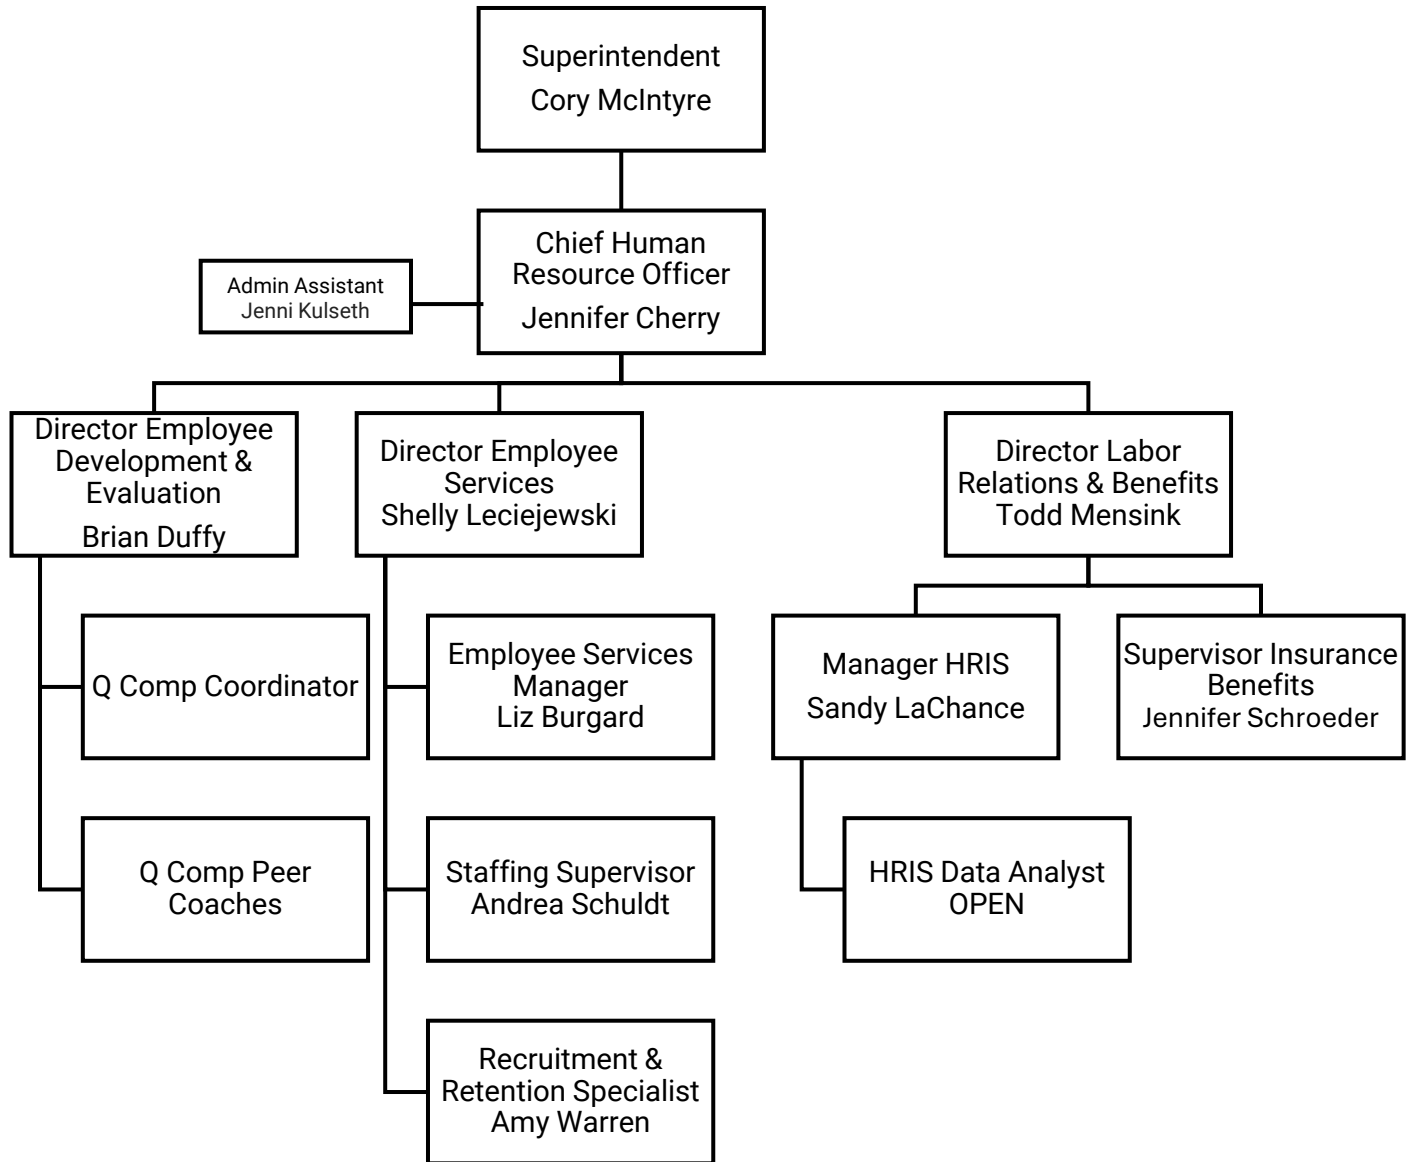 Superintendent
Cory McIntyre
Chief Human
Resource Officer
Jennifer Cherry
Admin Assistant
Jenni Kulseth
Director Employee
Development &
Evaluation
Brian Duffy
Director Employee
Services
Shelly Leciejewski
Director Labor
Relations & Benefits
Todd Mensink
Q Comp Coordinator
Employee Services
Manager
Liz Burgard
Manager HRIS
Sandy LaChance
Supervisor Insurance
Benefits
Jennifer Schroeder
Q Comp Peer
Coaches
Staffing Supervisor
Andrea Schuldt
HRIS Data Analyst
OPEN
Recruitment &
Retention Specialist
Amy Warren